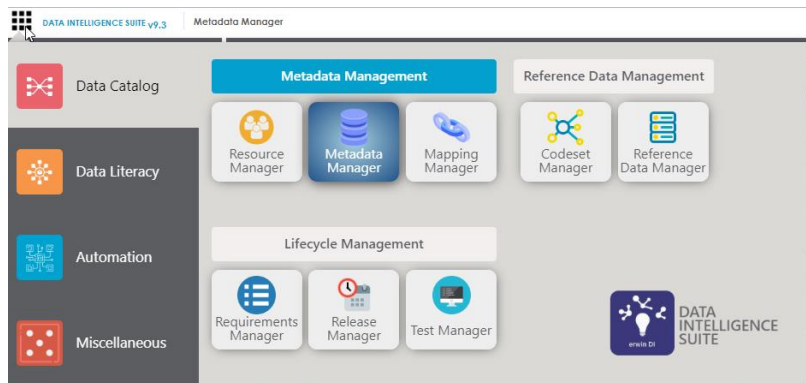 DATA INTELLIGENCE SUITE v9.3 Metadata Manager
Data Catalog
Data Literacy
Automation
Miscellaneous
Metadata Management
Resource
Manager
Metadata
Manager
Mapping
Manager
Reference Data Management
Codeset
Manager
Reference
Data Manager
Lifecycle Management
Requirements
Manager
Release
Manager
Test Manager
erwin DI
DATA
INTELLIGENCE
SUITE